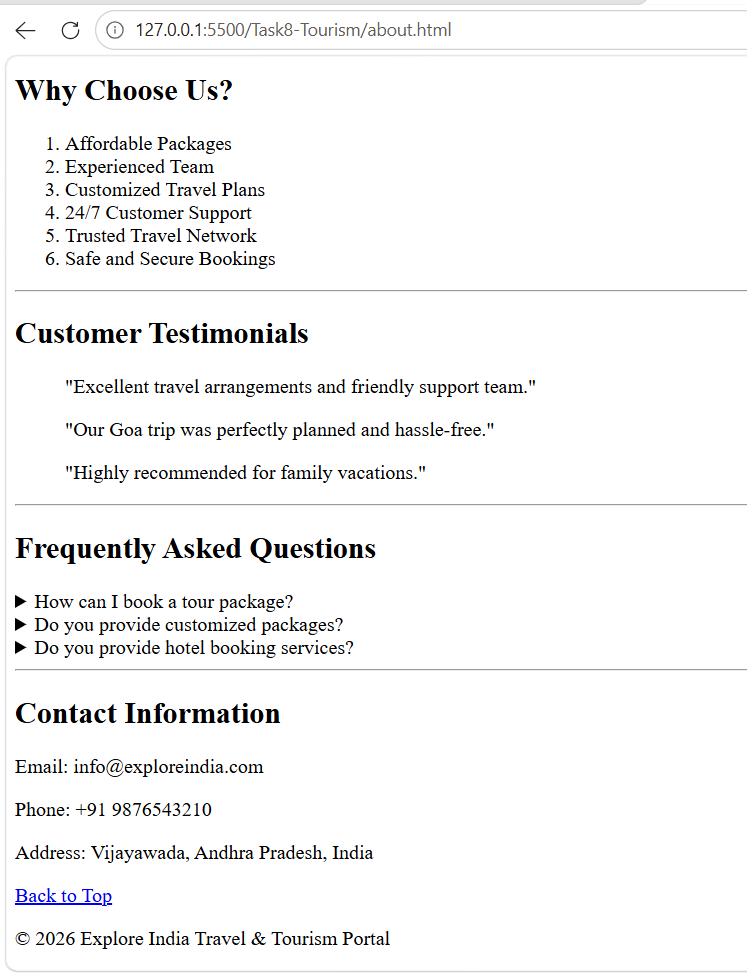 127.0.0.1:5500/Task8-Tourism/about.html
Why Choose Us?
1. Affordable Packages
2. Experienced Team
3. Customized Travel Plans
4. 24/7 Customer Support
5. Trusted Travel Network
6. Safe and Secure Bookings
Customer Testimonials
"Excellent travel arrangements and friendly support team."
"Our Goa trip was perfectly planned and hassle-free."
"Highly recommended for family vacations."
Frequently Asked Questions
How can I book a tour package?
Do you provide customized packages?
Do you provide hotel booking services?
Contact Information
Email: info@exploreindia.com
Phone: +91 9876543210
Address: Vijayawada, Andhra Pradesh, India
Back to Top
© 2026 Explore India Travel & Tourism Portal